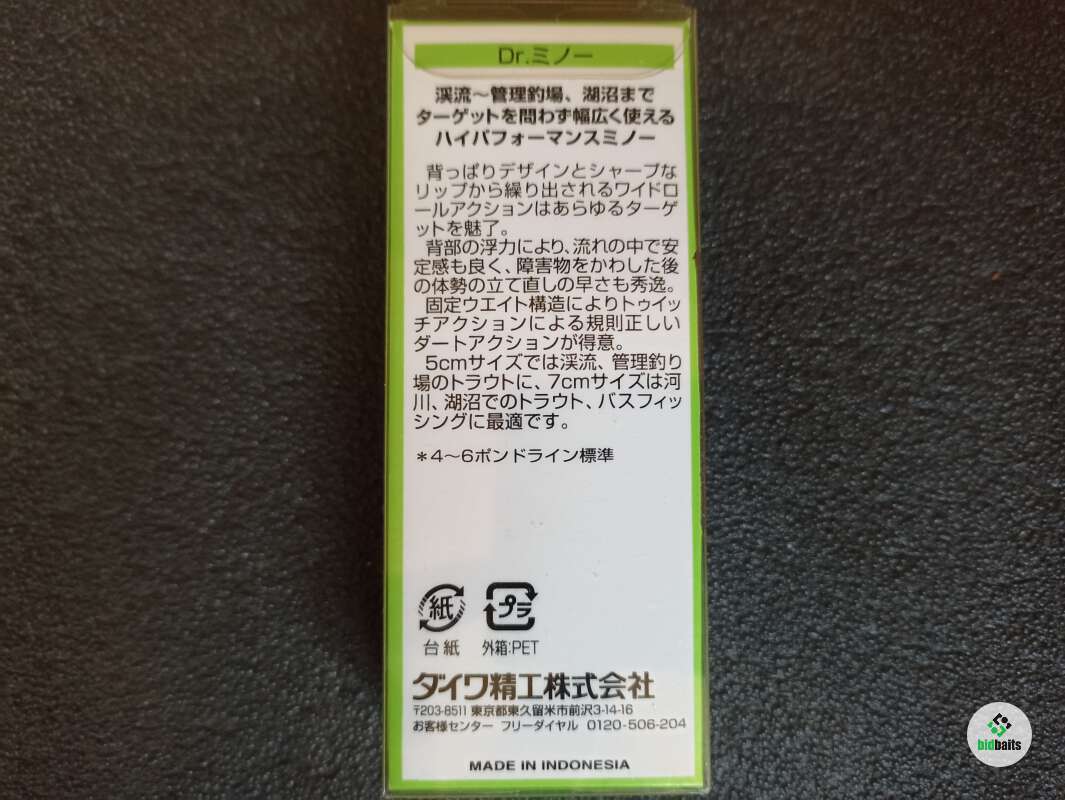 Dr.ミノー
渓流～管理釣場、湖沼まで
ターゲットを問わず幅広く使える
ハイパフォーマンスミノー
背っぱりデザインとシャープな
リップから繰り出されるワイドロ
ールアクションはあらゆるターゲ
ットを魅了。
背部の浮力により、流れの中で安
定感も良く、障害物をかわした後
の体勢の立て直しの早さも秀逸。
固定ウエイト構造によりトゥイッ
チアクションによる規則正しい
ダートアクションが得意。
5cmサイズでは渓流、管理釣り
場のトラウトに、7cmサイズは河
川、湖沼でのトラウト、バスフィッ
シングに最適です。
＊4～6ポンドライン標準
紙 プラ
台紙 外箱:PET
ダイワ精工株式会社
〒203-8511 東京都東久留米市前沢3-14-16
お客様センター フリーダイヤル 0120-506-204
MADE IN INDONESIA
bidbaits